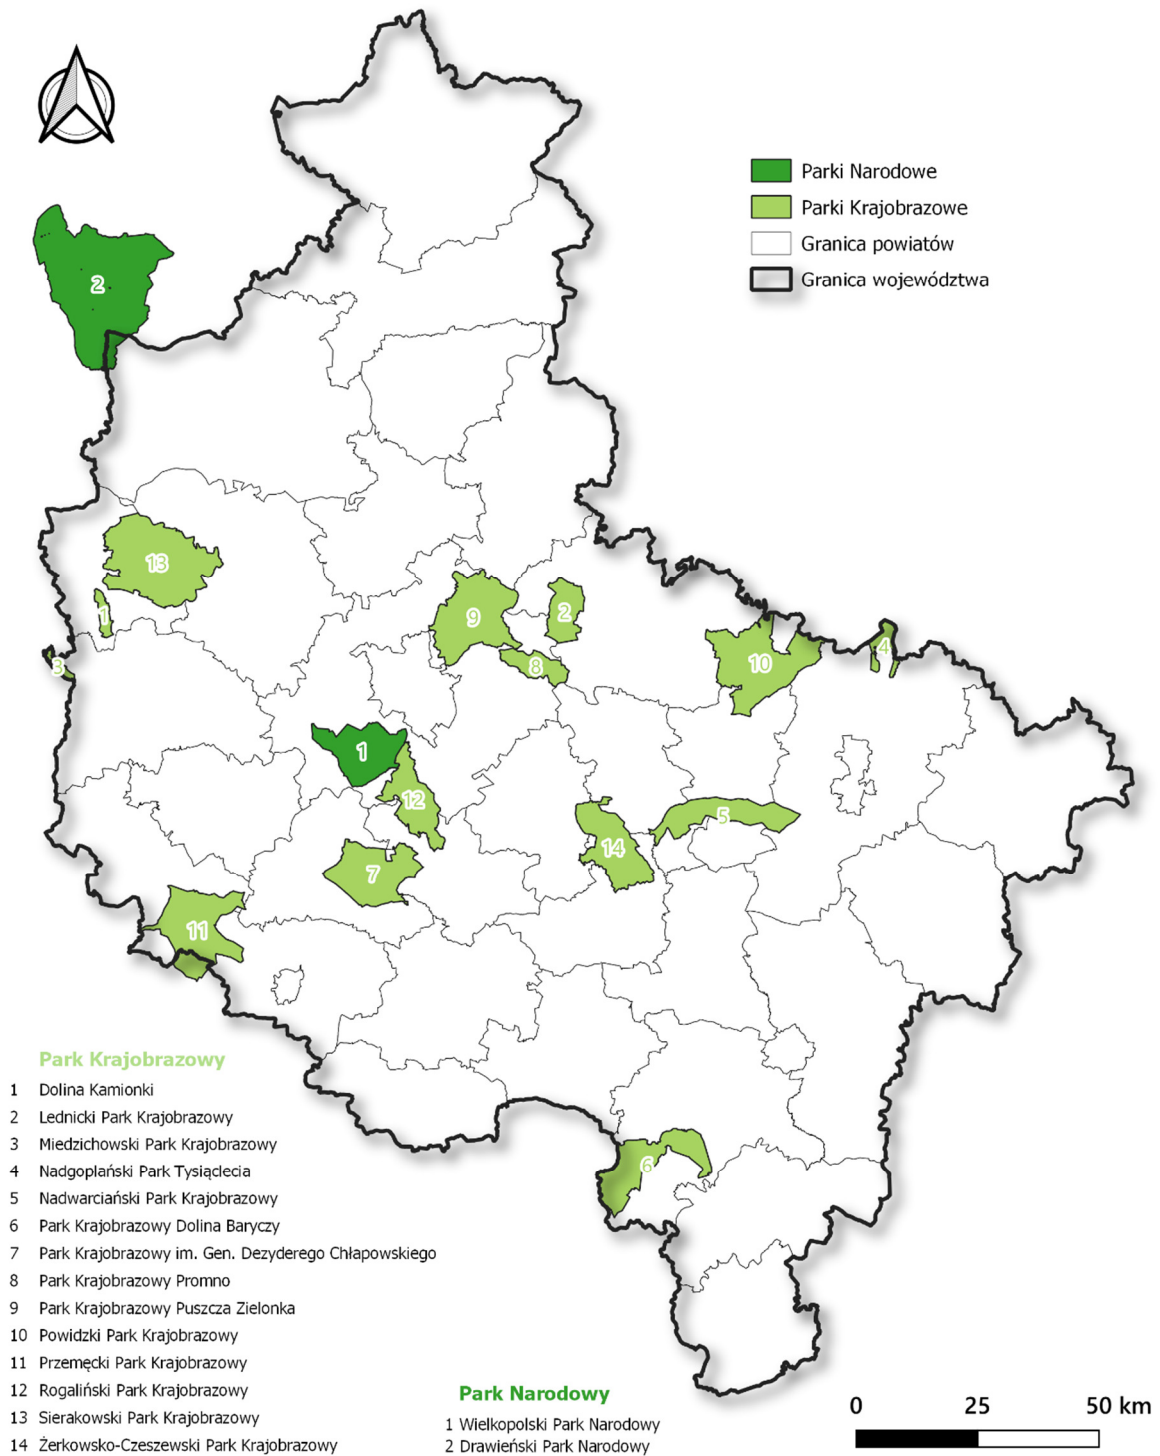 Parki Narodowe
Parki Krajobrazowe
Granica powiatów
Granica województwa
2
13
1
3
9
2
8
10
4
1
12
7
14
5
11
6
Park Krajobrazowy
1 Dolina Kamionki
2 Lednicki Park Krajobrazowy
3 Miedzichowski Park Krajobrazowy
4 Nadgoplański Park Tysiąclecia
5 Nadwarciański Park Krajobrazowy
6 Park Krajobrazowy Dolina Baryczy
7 Park Krajobrazowy im. Gen. Dezyderego Chłapowskiego
8 Park Krajobrazowy Promno
9 Park Krajobrazowy Puszcza Zielonka
10 Powidzki Park Krajobrazowy
11 Przemęcki Park Krajobrazowy
12 Rogaliński Park Krajobrazowy
13 Sierakowski Park Krajobrazowy
14 Żerkowsko-Czeszewski Park Krajobrazowy
Park Narodowy
1 Wielkopolski Park Narodowy
2 Drawieński Park Narodowy
0 25 50 km